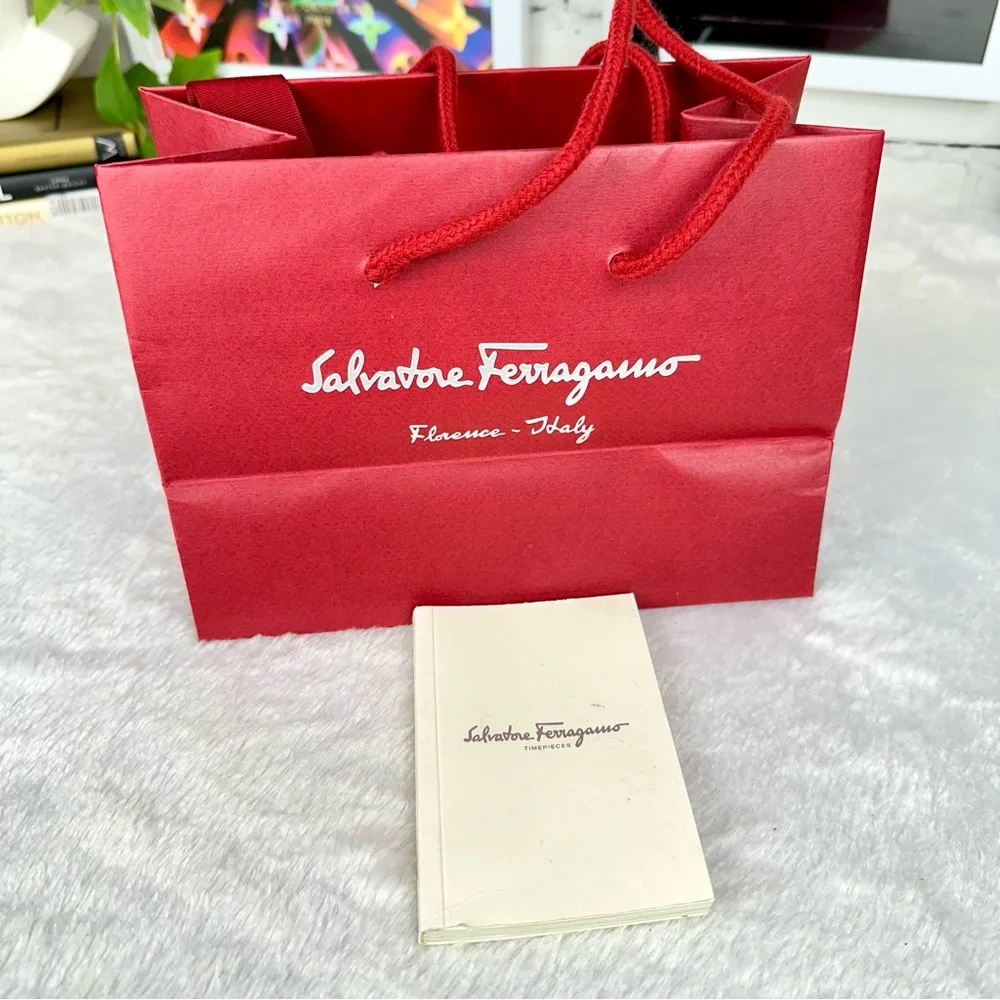 Salvatore Ferragamo
Florence - Italy
Salvatore Ferragamo
TIMEPIECES